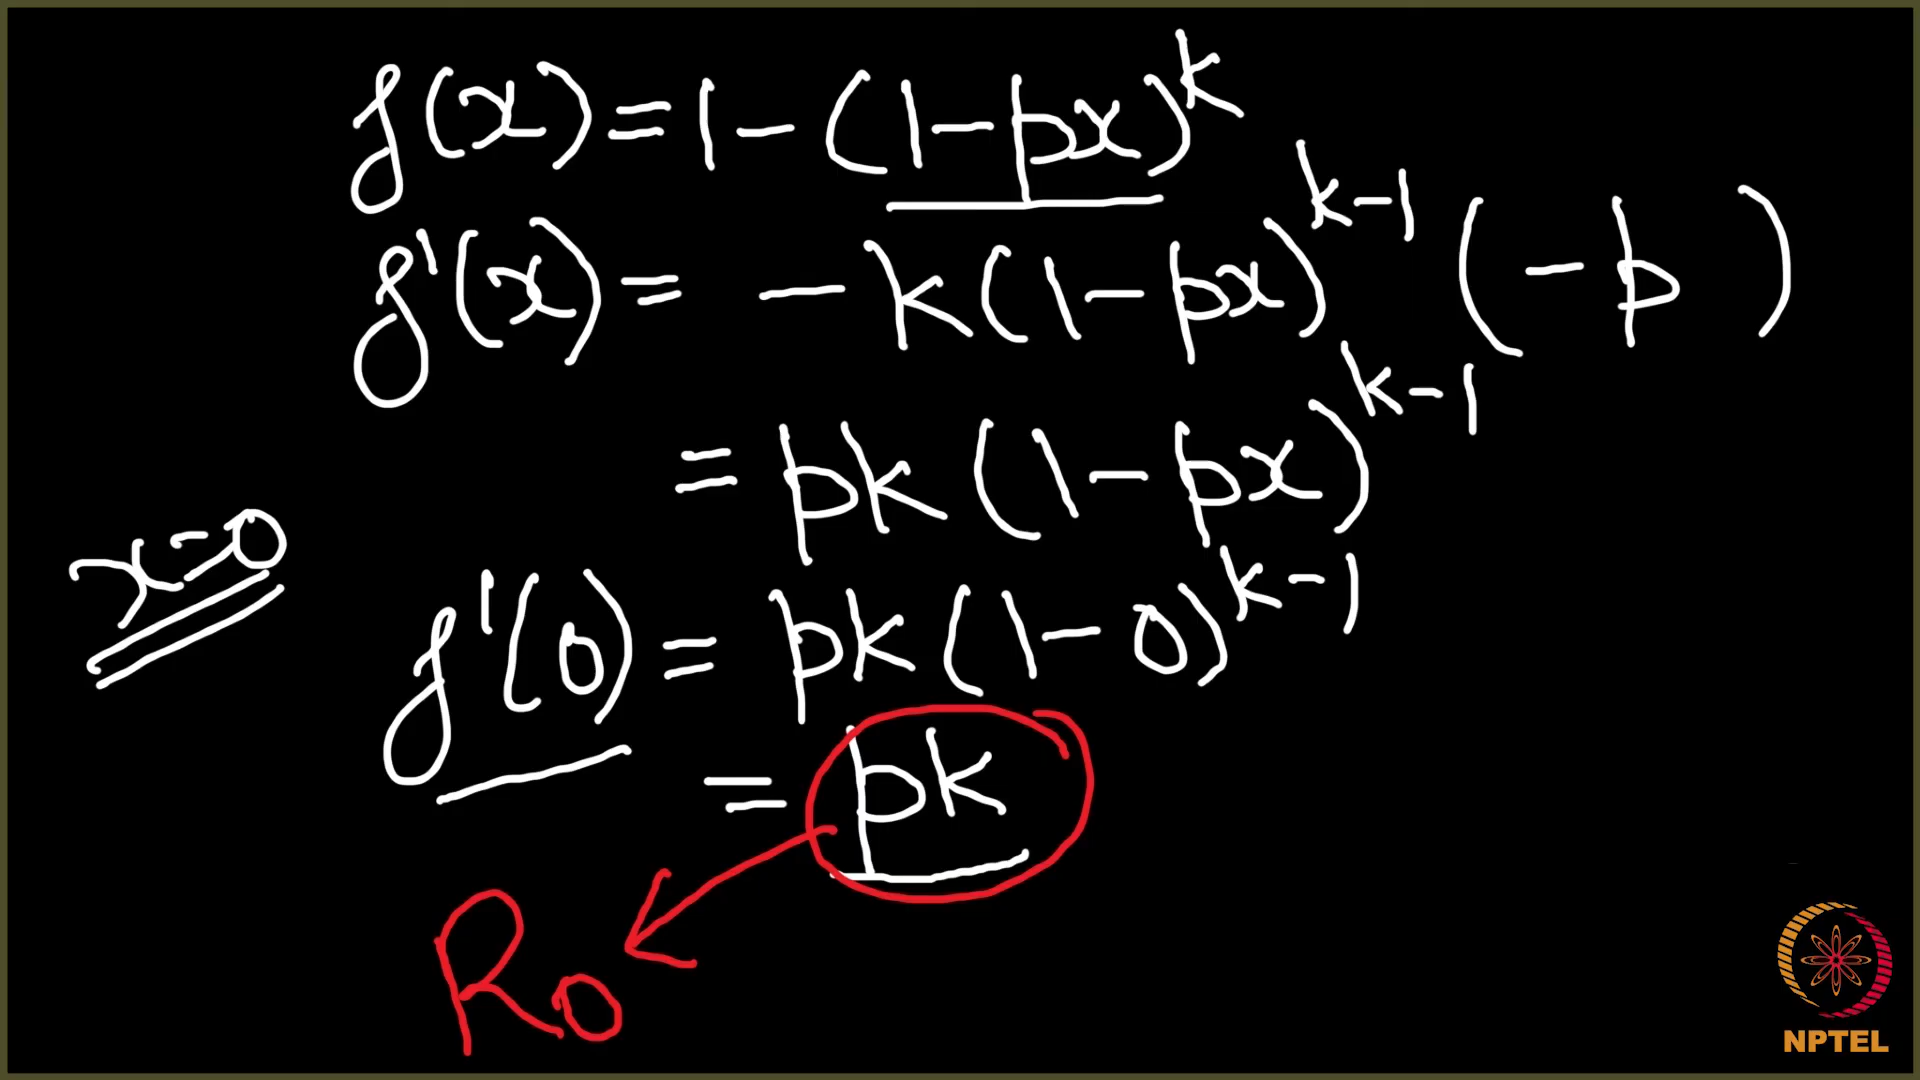 f(x) = 1 - (1 - px)^k
f'(x) = - k(1 - px)^{k-1} (-p)
= pk (1 - px)^{k-1}
x=0
f'(0) = pk (1 - 0)^{k-1}
= pk
R₀
NPTEL